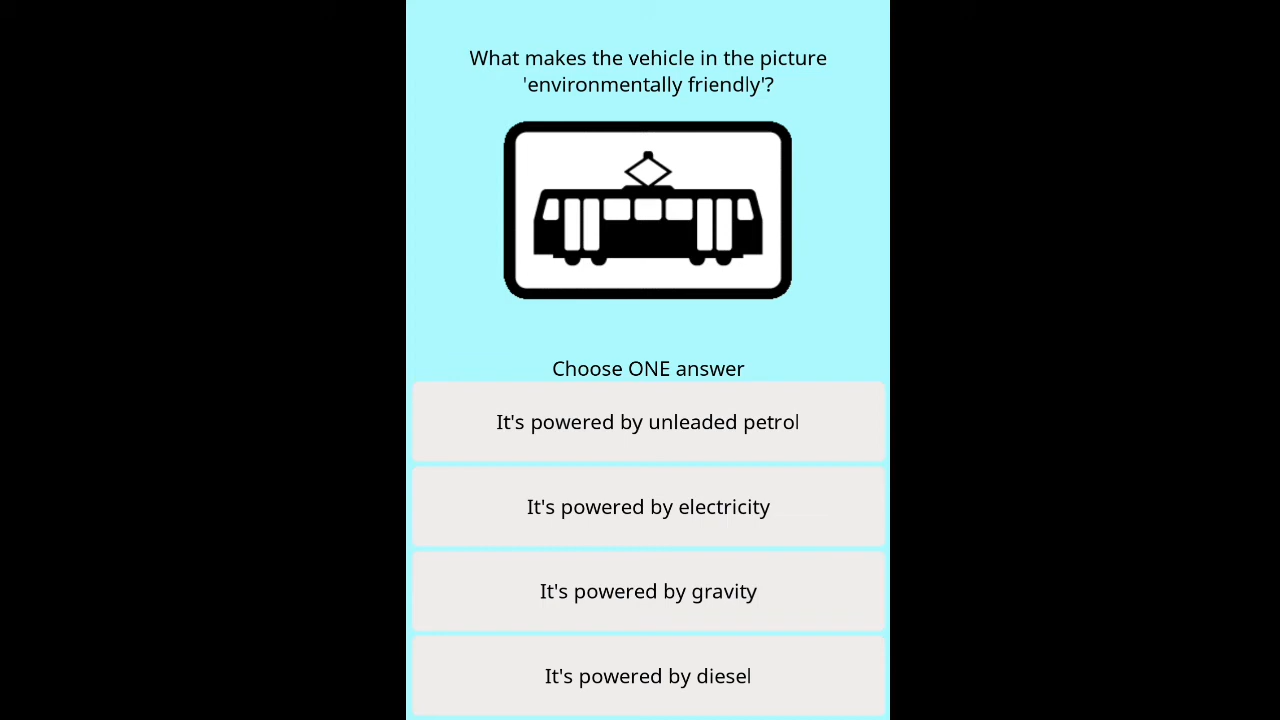 What makes the vehicle in the picture
'environmentally friendly'?
Choose ONE answer
It's powered by unleaded petrol
It's powered by electricity
It's powered by gravity
It's powered by diesel